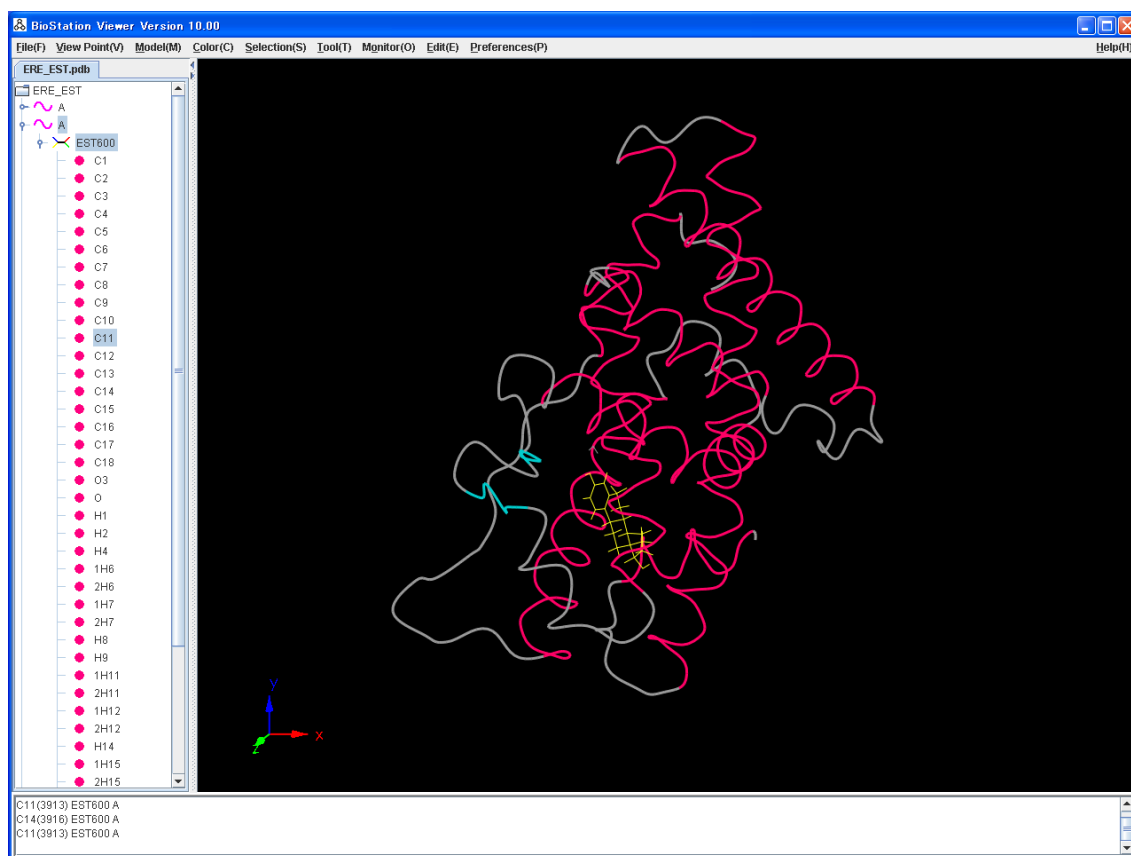 BioStation Viewer Version 10.00
File(F) View Point(V) Model(M) Color(C) Selection(S) Tool(T) Monitor(O) Edit(E) Preferences(P) Help(H)
ERE_EST.pdb
ERE_EST
A
A
EST600
C1
C2
C3
C4
C5
C6
C7
C8
C9
C10
C11
C12
C13
C14
C15
C16
C17
C18
O3
O
H1
H2
H4
1H6
2H6
1H7
2H7
H8
H9
1H11
2H11
1H12
2H12
H14
1H15
2H15
Y
X
Z
C11(3913) EST600 A
C14(3916) EST600 A
C11(3913) EST600 A